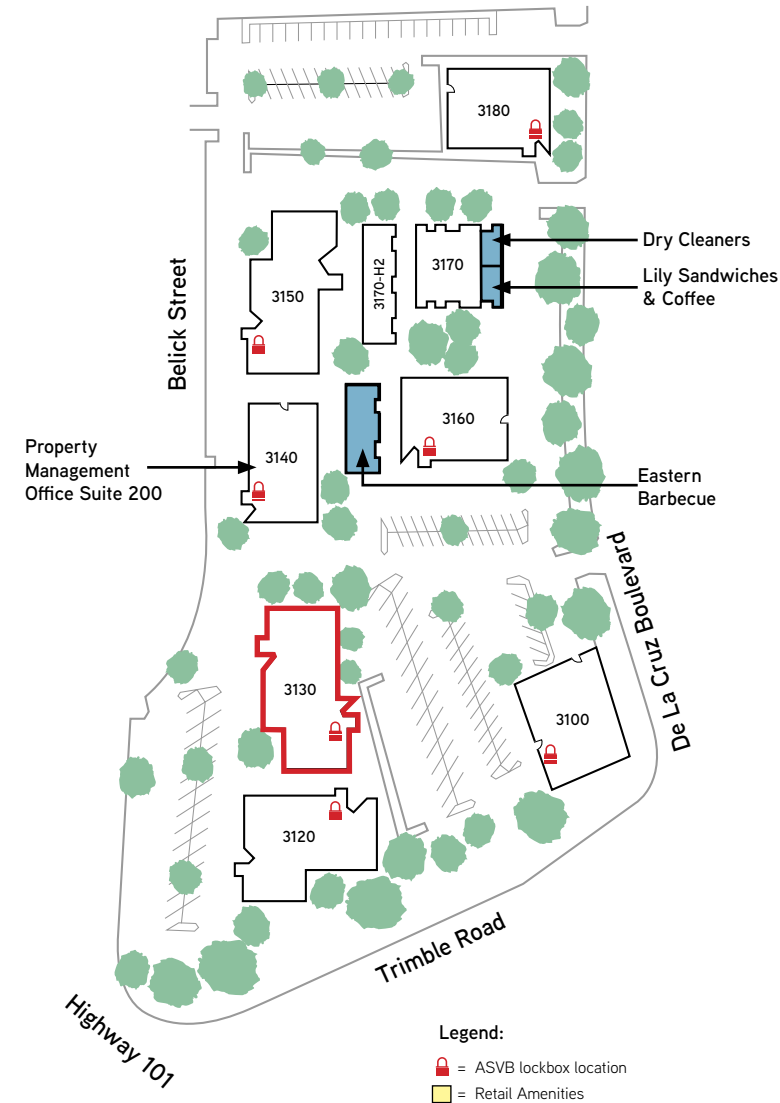 3180
Dry Cleaners
Lily Sandwiches
& Coffee
3170
3170-H2
3150
Belick Street
3160
3140
Property
Management
Office Suite 200
Eastern
Barbecue
De La Cruz Boulevard
3130
3100
3120
Trimble Road
Highway 101
Legend:
= ASVB lockbox location
= Retail Amenities